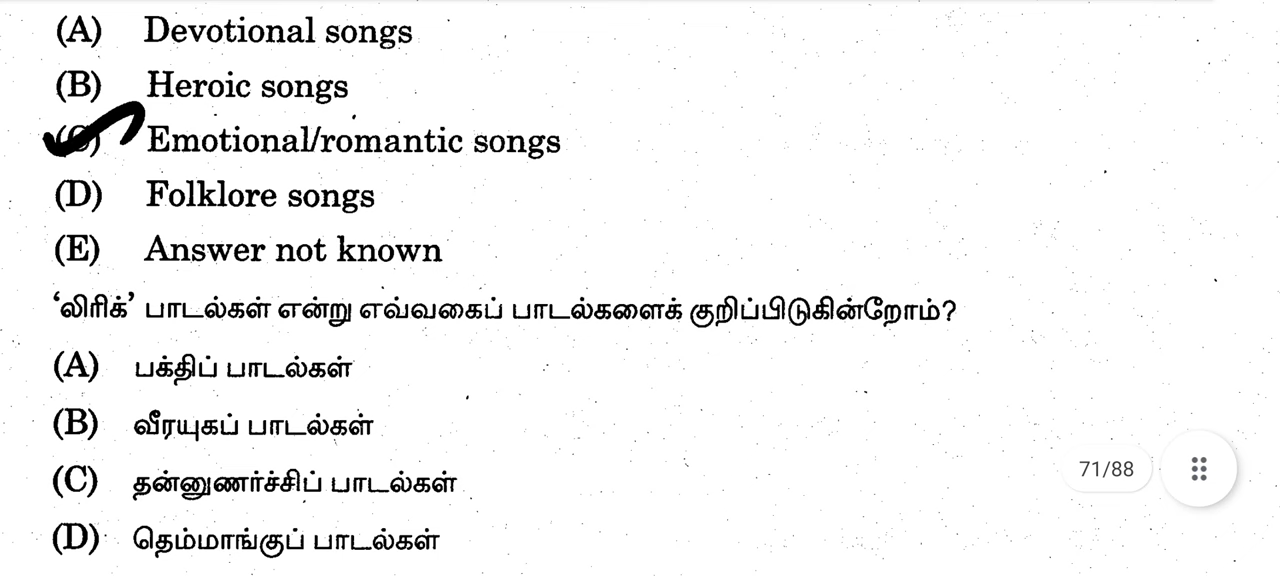 (A) Devotional songs
(B) Heroic songs
(C) Emotional/romantic songs
(D) Folklore songs
(E) Answer not known
‘லிரிக்’ பாடல்கள் என்று எவ்வகைப் பாடல்களைக் குறிப்பிடுகின்றோம்?
(A) பக்திப் பாடல்கள்
(B) வீரயுகப் பாடல்கள்
(C) தன்னுணர்ச்சிப் பாடல்கள்
71/88
(D) தெம்மாங்குப் பாடல்கள்